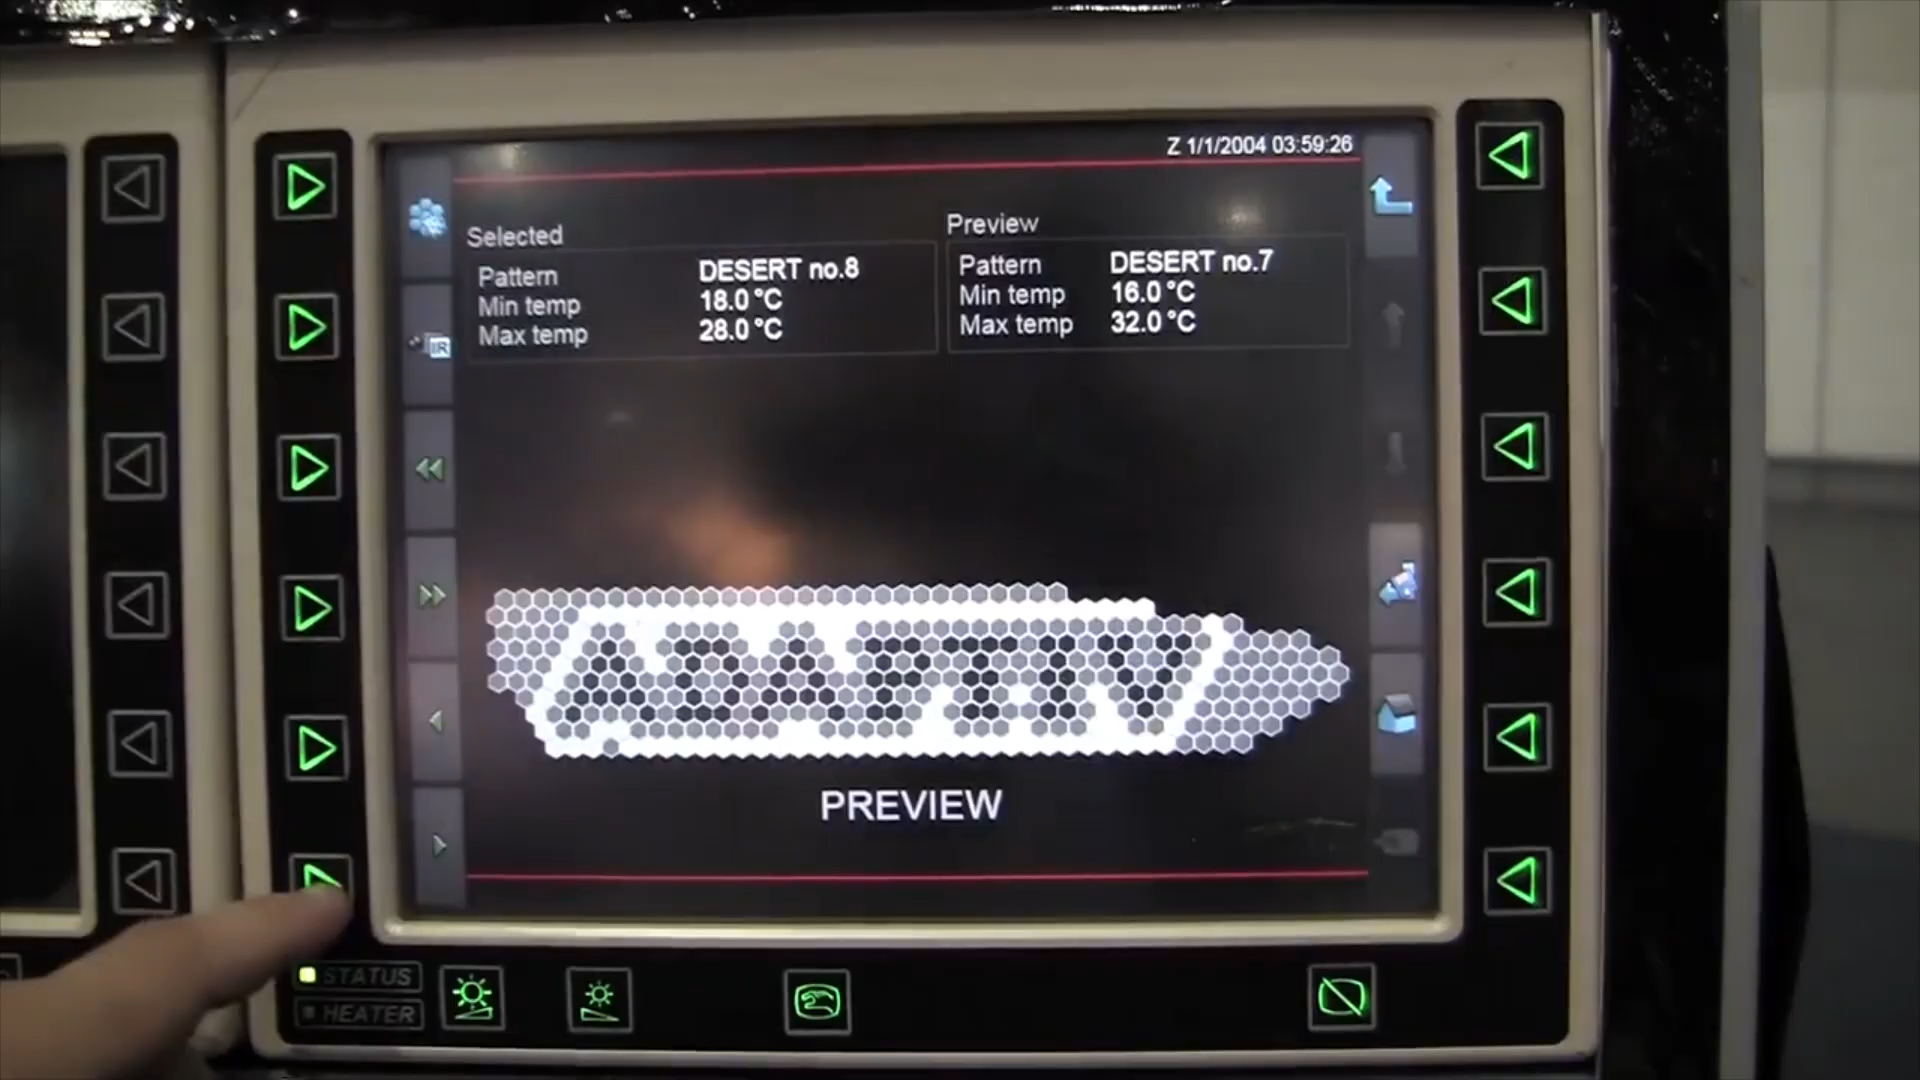 Z 1/1/2004 03:59:26
Selected
Pattern DESERT no.8
Min temp 18.0 °C
Max temp 28.0 °C
Preview
Pattern DESERT no.7
Min temp 16.0 °C
Max temp 32.0 °C
IR
ADAPTIV
PREVIEW
STATUS
HEATER